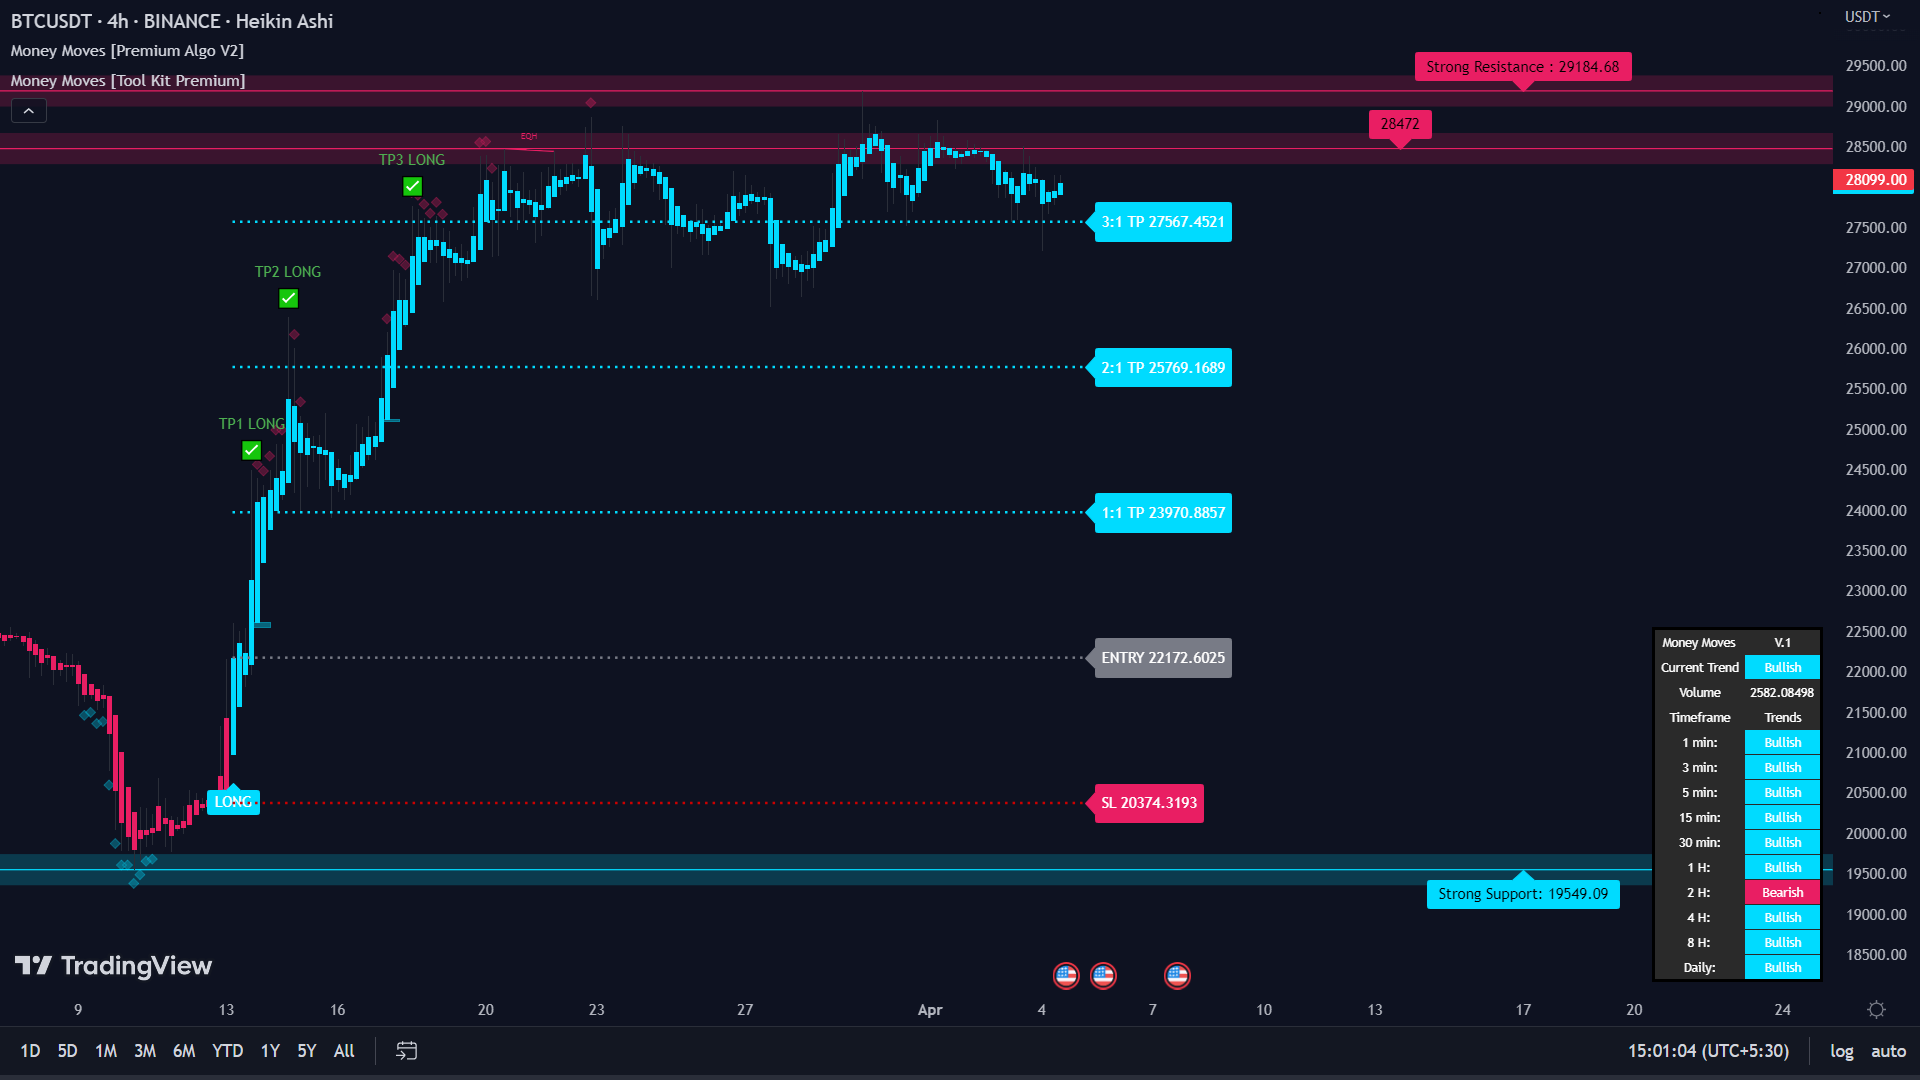 BTCUSDT · 4h · BINANCE · Heikin Ashi
Money Moves [Premium Algo V2]
Money Moves [Tool Kit Premium]
USDT
Strong Resistance : 29184.68
28472
EQH
TP3 LONG
TP2 LONG
TP1 LONG
LONG
3:1 TP 27567.4521
2:1 TP 25769.1689
1:1 TP 23970.8857
ENTRY 22172.6025
SL 20374.3193
Strong Support: 19549.09
29500.00
29000.00
28500.00
28099.00
27500.00
27000.00
26500.00
26000.00
25500.00
25000.00
24500.00
24000.00
23500.00
23000.00
22500.00
22000.00
21500.00
21000.00
20500.00
20000.00
19500.00
19000.00
18500.00
Money Moves V.1
Current Trend Bullish
Volume 2582.08498
Timeframe Trends
1 min: Bullish
3 min: Bullish
5 min: Bullish
15 min: Bullish
30 min: Bullish
1 H: Bullish
2 H: Bearish
4 H: Bullish
8 H: Bullish
Daily: Bullish
TradingView
9 13 16 20 23 27 Apr 4 7 10 13 17 20 24
1D 5D 1M 3M 6M YTD 1Y 5Y All
15:01:04 (UTC+5:30) log auto